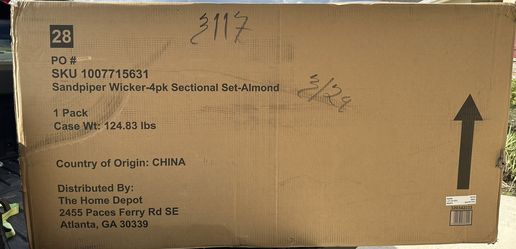 28
3117
PO #
SKU 1007715631
Sandpiper Wicker-4pk Sectional Set-Almond
3/29
1 Pack
Case Wt: 124.83 lbs
Country of Origin: CHINA
Distributed By:
The Home Depot
2455 Paces Ferry Rd SE
Atlanta, GA 30339